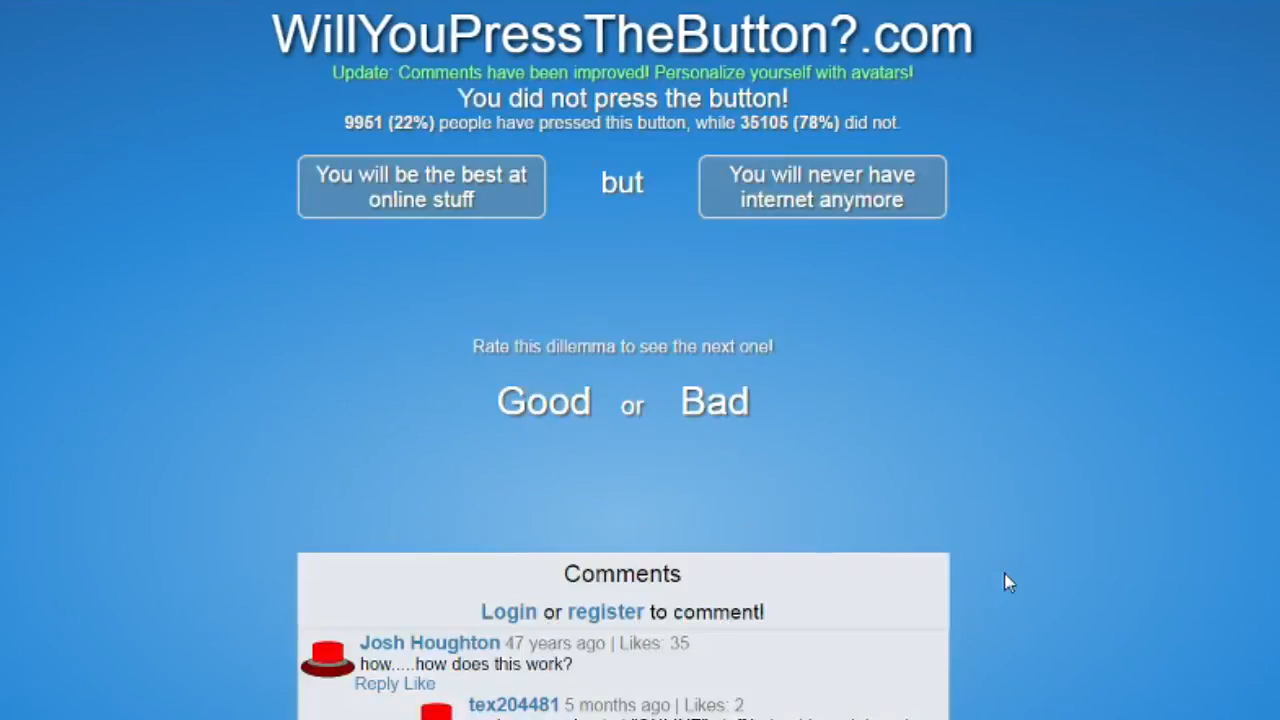 WillYouPressTheButton?.com
Update: Comments have been improved! Personalize yourself with avatars!
You did not press the button!
9951 (22%) people have pressed this button, while 35105 (78%) did not.
You will be the best at
online stuff
but
You will never have
internet anymore
Rate this dillemma to see the next one!
Good or Bad
Comments
Login or register to comment!
Josh Houghton 47 years ago | Likes: 35
how.....how does this work?
Reply Like
tex204481 5 months ago | Likes: 2